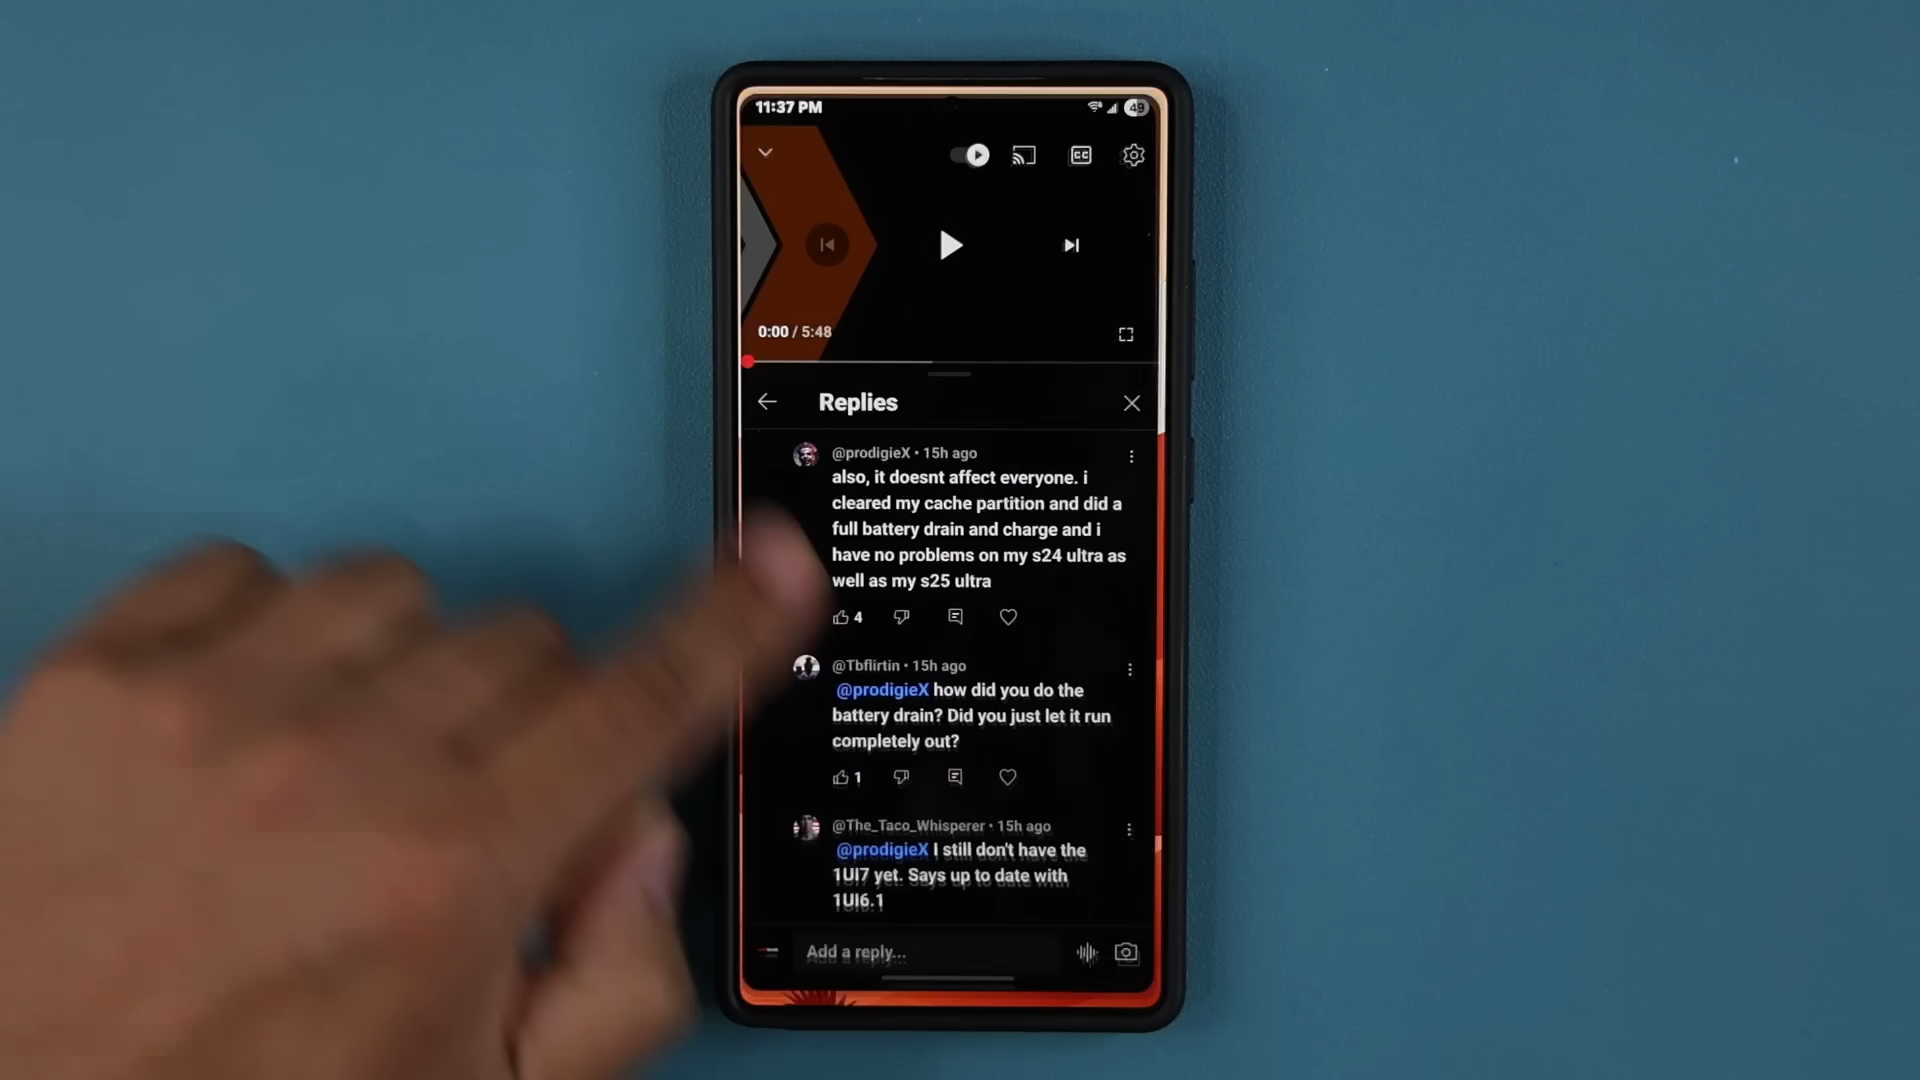 11:37 PM
49
CC
0:00 / 5:48
Replies
@prodigieX • 15h ago
also, it doesnt affect everyone. i
cleared my cache partition and did a
full battery drain and charge and i
have no problems on my s24 ultra as
well as my s25 ultra
4
@Tbflirtin • 15h ago
@prodigieX how did you do the
battery drain? Did you just let it run
completely out?
1
@The_Taco_Whisperer • 15h ago
@prodigieX I still don't have the
1UI7 yet. Says up to date with
1UI6.1
Add a reply...